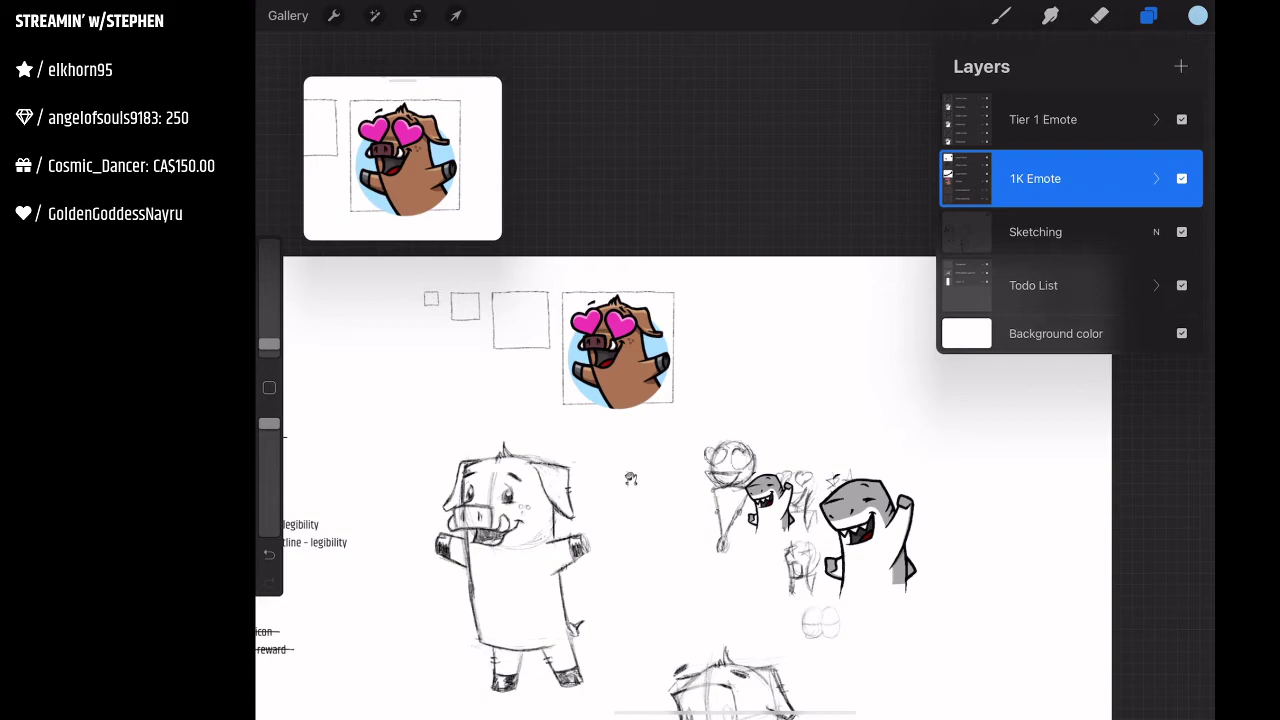 STREAMIN' w/STEPHEN
/ elkhorn95
/ angelofsouls9183: 250
/ Cosmic_Dancer: CA$150.00
/ GoldenGoddessNayru
Gallery
Layers
Tier 1 Emote
1K Emote
Sketching N
Todo List
Background color
legibility
tline - legibility
icon
reward